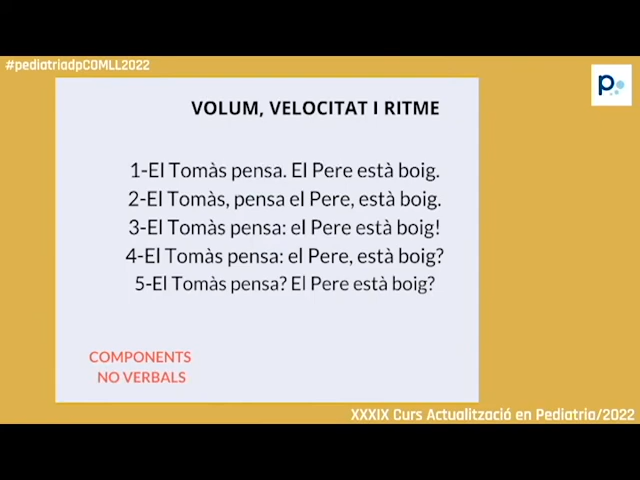 #pediatriadpCOMLL2022
p
VOLUM, VELOCITAT I RITME
1-El Tomàs pensa. El Pere està boig.
2-El Tomàs, pensa el Pere, està boig.
3-El Tomàs pensa: el Pere està boig!
4-El Tomàs pensa: el Pere, està boig?
5-El Tomàs pensa? El Pere està boig?
COMPONENTS
NO VERBALS
XXXIX Curs Actualització en Pediatria/2022